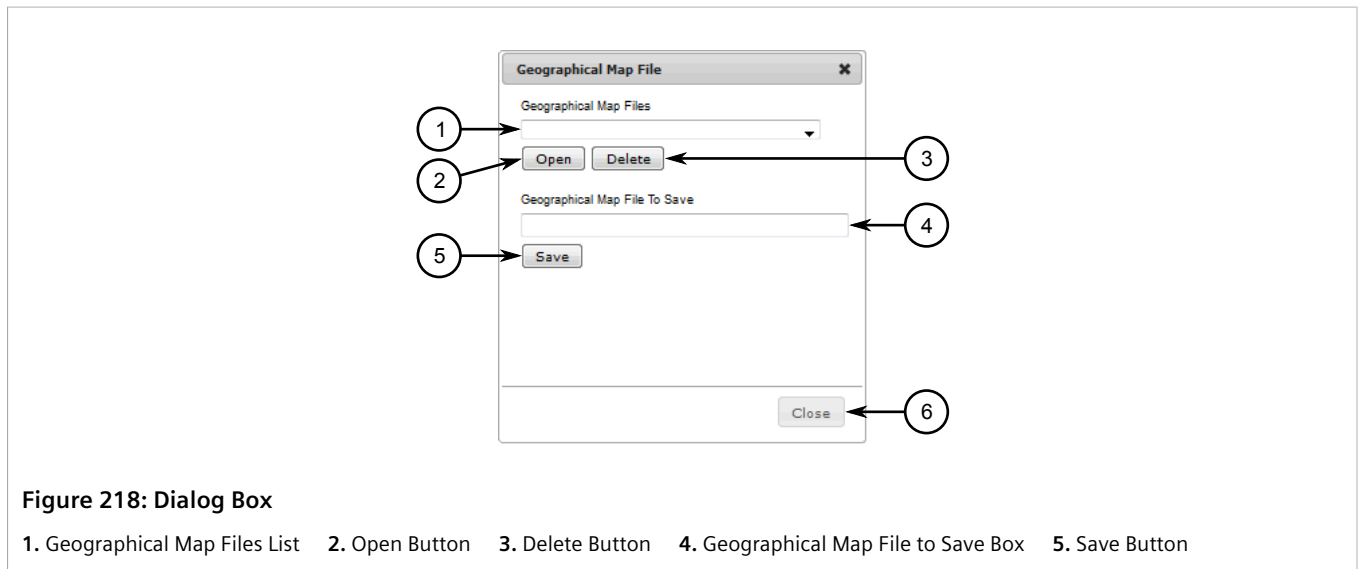 Geographical Map File ✖
Geographical Map Files
1
Open Delete
2
3
Geographical Map File To Save
4
5
Save
Close
6
Figure 218: Dialog Box
1. Geographical Map Files List 2. Open Button 3. Delete Button 4. Geographical Map File to Save Box 5. Save Button